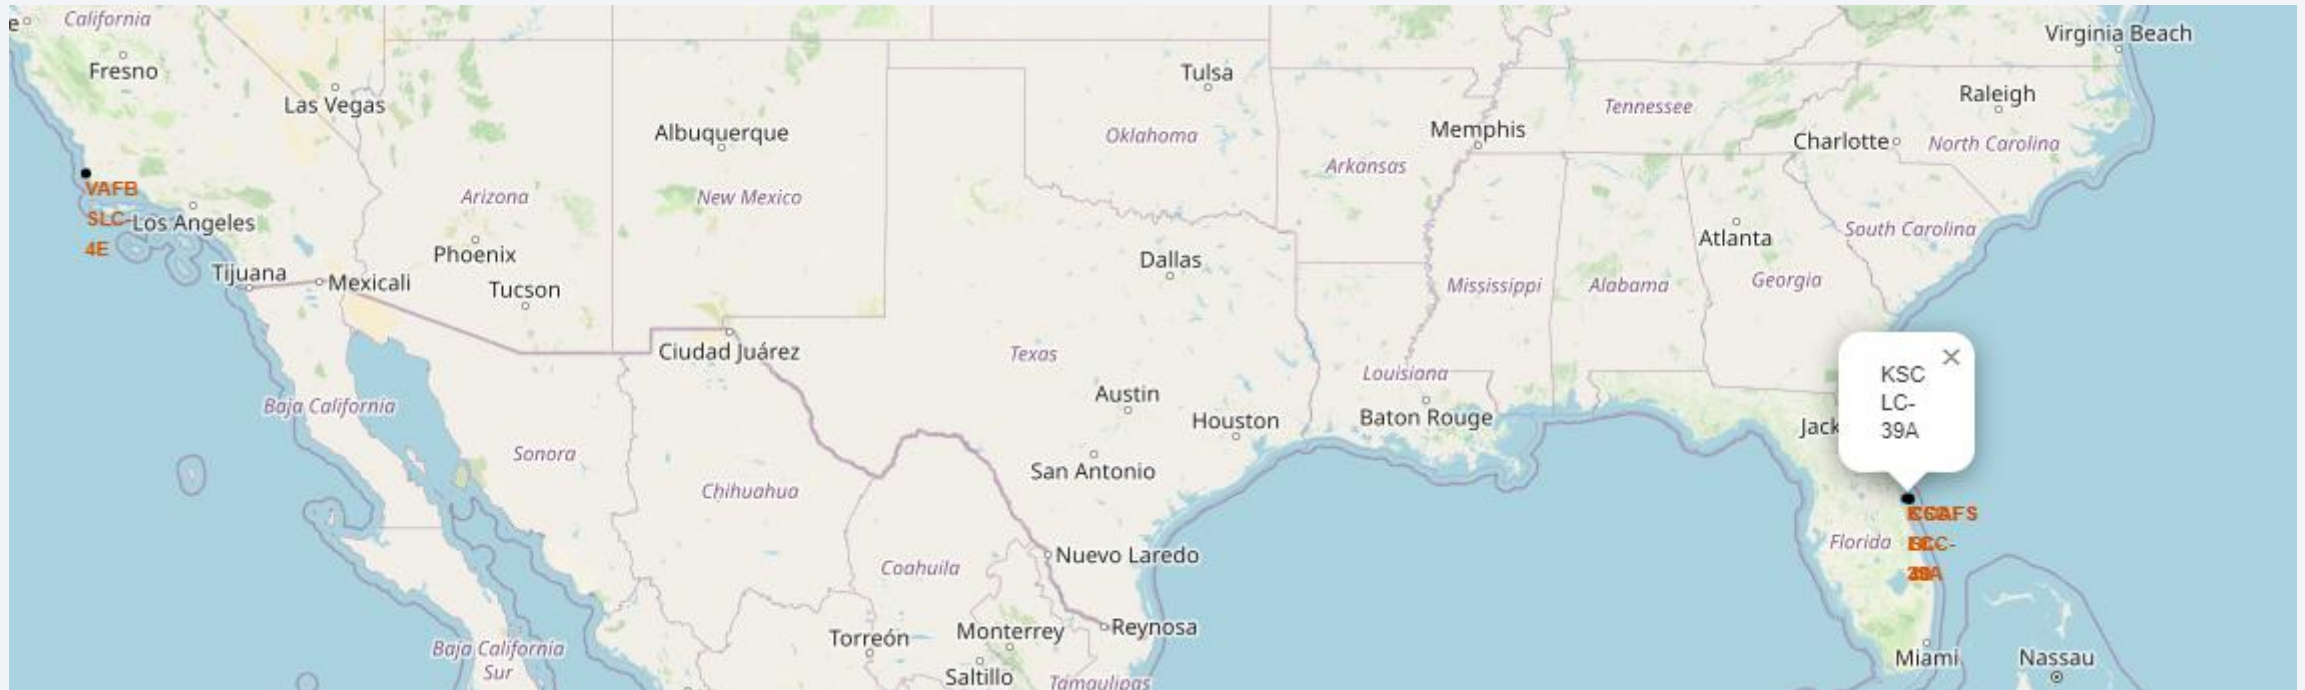 e
California
Fresno
Las Vegas
VAFB
SLC-
4E
Los Angeles
Tijuana
Mexicali
Arizona
Phoenix
Tucson
Albuquerque
New Mexico
Ciudad Juárez
Baja California
Sonora
Chihuahua
Baja California
Sur
Tulsa
Oklahoma
Dallas
Texas
Austin
Houston
San Antonio
Nuevo Laredo
Coahuila
Torreón
Monterrey
Reynosa
Saltillo
Tamaulipas
Memphis
Arkansas
Mississippi
Louisiana
Baton Rouge
Tennessee
Alabama
Atlanta
Georgia
Virginia Beach
Raleigh
Charlotte
North Carolina
South Carolina
KSC
LC-
39A
×
Jack
Florida
Miami
Nassau